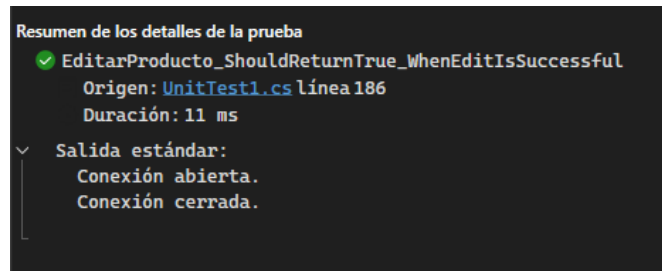 Resumen de los detalles de la prueba
EditarProducto_ShouldReturnTrue_WhenEditIsSuccessful
Origen: UnitTest1.cs línea 186
Duración: 11 ms
Salida estándar:
Conexión abierta.
Conexión cerrada.